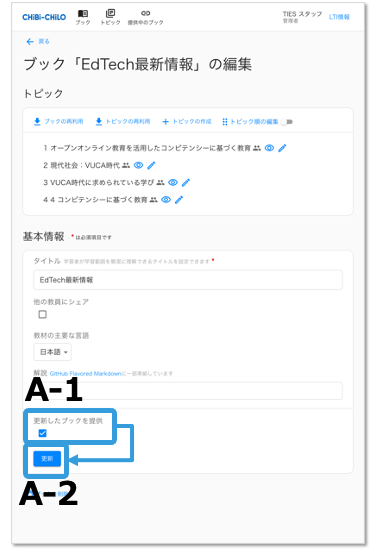 CHiBi-CHiLO
ブック
トピック
提供中のブック
TIES スタッフ
管理者
LTI情報
戻る
ブック「EdTech最新情報」の編集
トピック
ブックの再利用
トピックの再利用
トピックの作成
トピック順の編集
1 オープンオンライン教育を活用したコンピテンシーに基づく教育
2 現代社会：VUCA時代
3 VUCA時代に求められている学び
4 4 コンピテンシーに基づく教育
基本情報 *は必須項目です
タイトル 学習者が学習範囲を簡潔に理解できるタイトルを設定できます *
EdTech最新情報
他の教員にシェア
教材の主要な言語
日本語
解説 GitHub Flavored Markdownに一部準拠しています
A-1
更新したブックを提供
更新
A-2